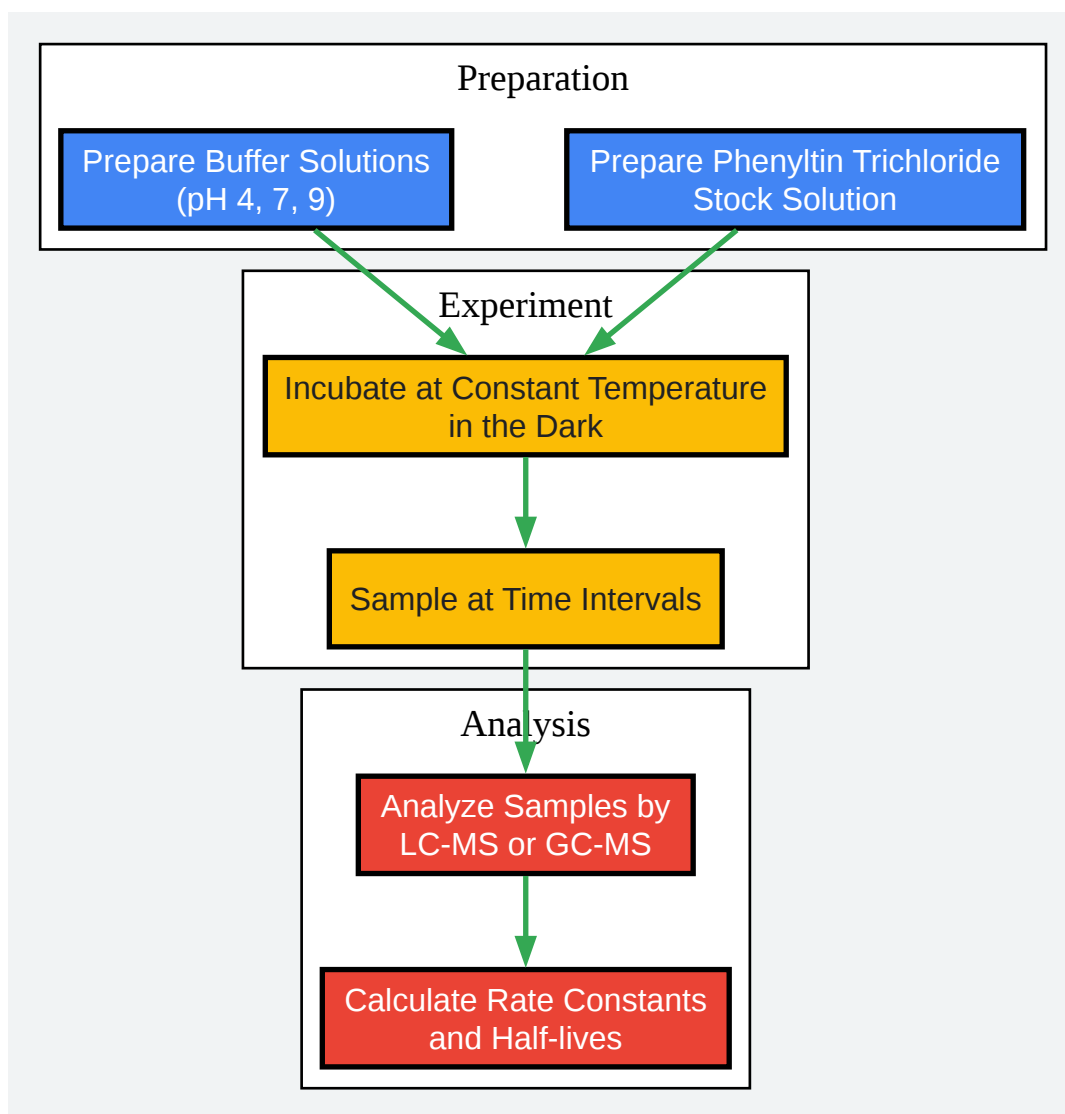 Preparation
Prepare Buffer Solutions
(pH 4, 7, 9)
Prepare Phenyltin Trichloride
Stock Solution
Experiment
Incubate at Constant Temperature
in the Dark
Sample at Time Intervals
Analysis
Analyze Samples by
LC-MS or GC-MS
Calculate Rate Constants
and Half-lives